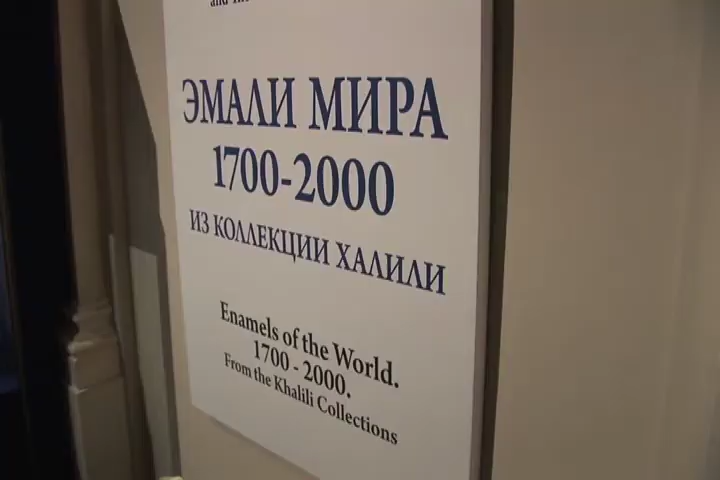 ЭМАЛИ МИРА
1700-2000
ИЗ КОЛЛЕКЦИИ ХАЛИЛИ
Enamels of the World.
1700 - 2000.
From the Khalili Collections